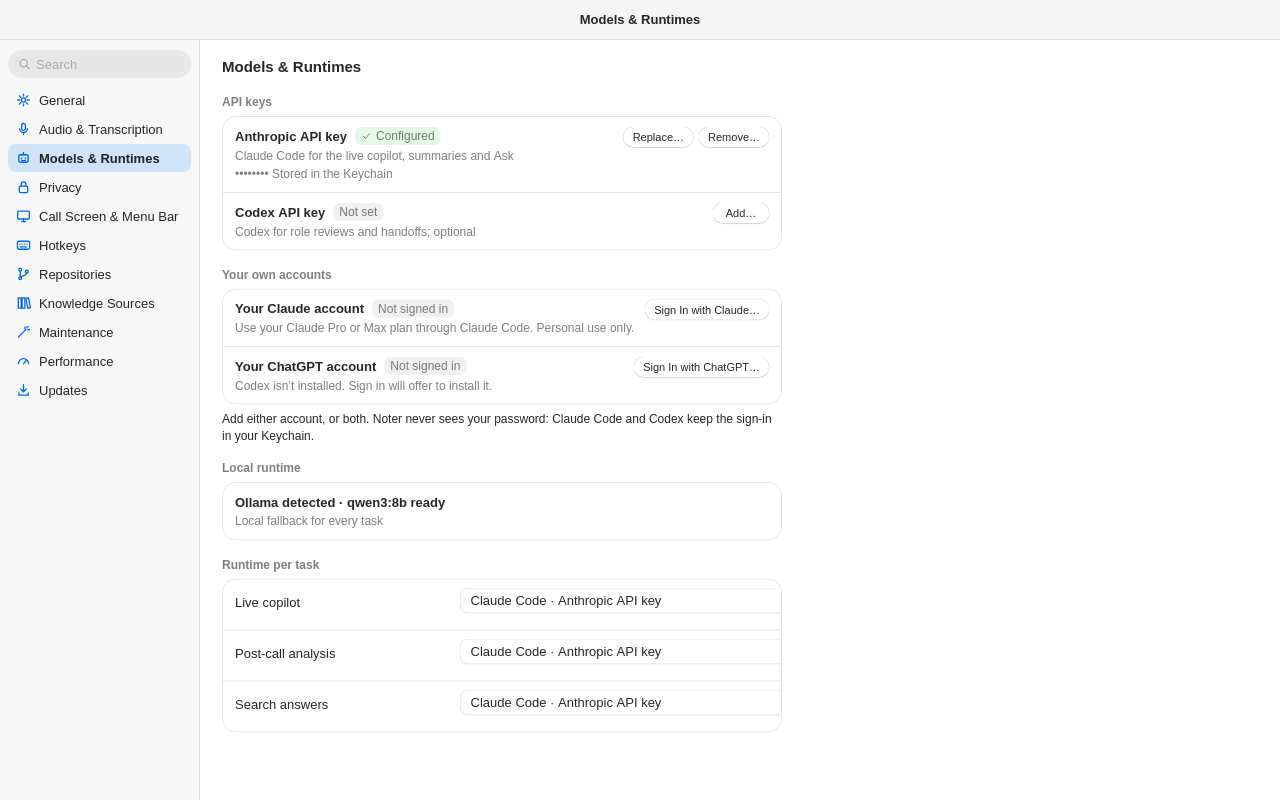 Models & Runtimes
Search
General
Audio & Transcription
Models & Runtimes
Privacy
Call Screen & Menu Bar
Hotkeys
Repositories
Knowledge Sources
Maintenance
Performance
Updates
Models & Runtimes
API keys
Anthropic API key ✓ Configured Replace… Remove…
Claude Code for the live copilot, summaries and Ask
•••••••• Stored in the Keychain
Codex API key Not set Add…
Codex for role reviews and handoffs; optional
Your own accounts
Your Claude account Not signed in Sign In with Claude…
Use your Claude Pro or Max plan through Claude Code. Personal use only.
Your ChatGPT account Not signed in Sign In with ChatGPT…
Codex isn’t installed. Sign in will offer to install it.
Add either account, or both. Noter never sees your password: Claude Code and Codex keep the sign-in
in your Keychain.
Local runtime
Ollama detected · qwen3:8b ready
Local fallback for every task
Runtime per task
Live copilot Claude Code · Anthropic API key
Post-call analysis Claude Code · Anthropic API key
Search answers Claude Code · Anthropic API key